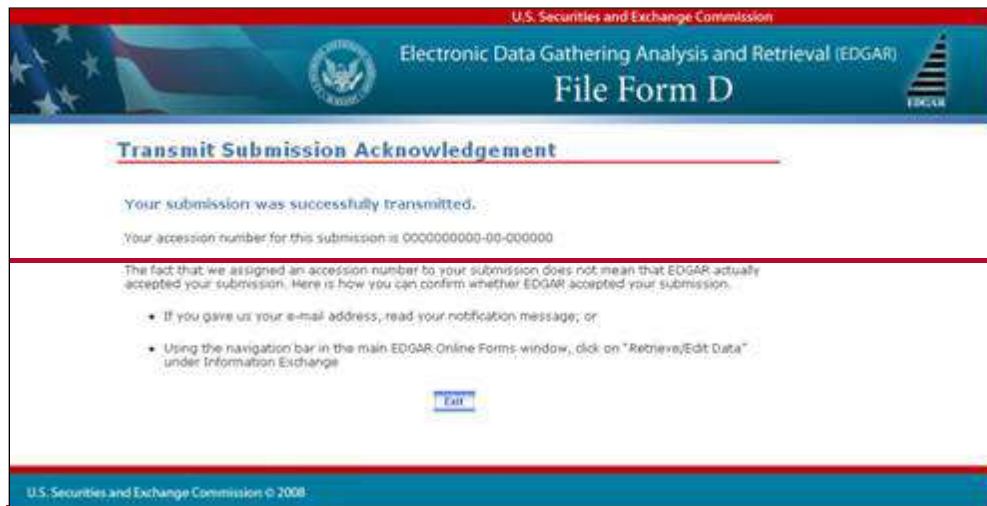 U.S. Securities and Exchange Commission
Electronic Data Gathering Analysis and Retrieval (EDGAR)
File Form D
EDGAR
Transmit Submission Acknowledgement
Your submission was successfully transmitted.
Your accession number for this submission is 0000000000-00-000000
The fact that we assigned an accession number to your submission does not mean that EDGAR actually
accepted your submission. Here is how you can confirm whether EDGAR accepted your submission.
• If you gave us your e-mail address, read your notification message; or
• Using the navigation bar in the main EDGAR Online Forms window, click on "Retrieve/Edit Data"
under Information Exchange
Exit
U.S. Securities and Exchange Commission © 2008